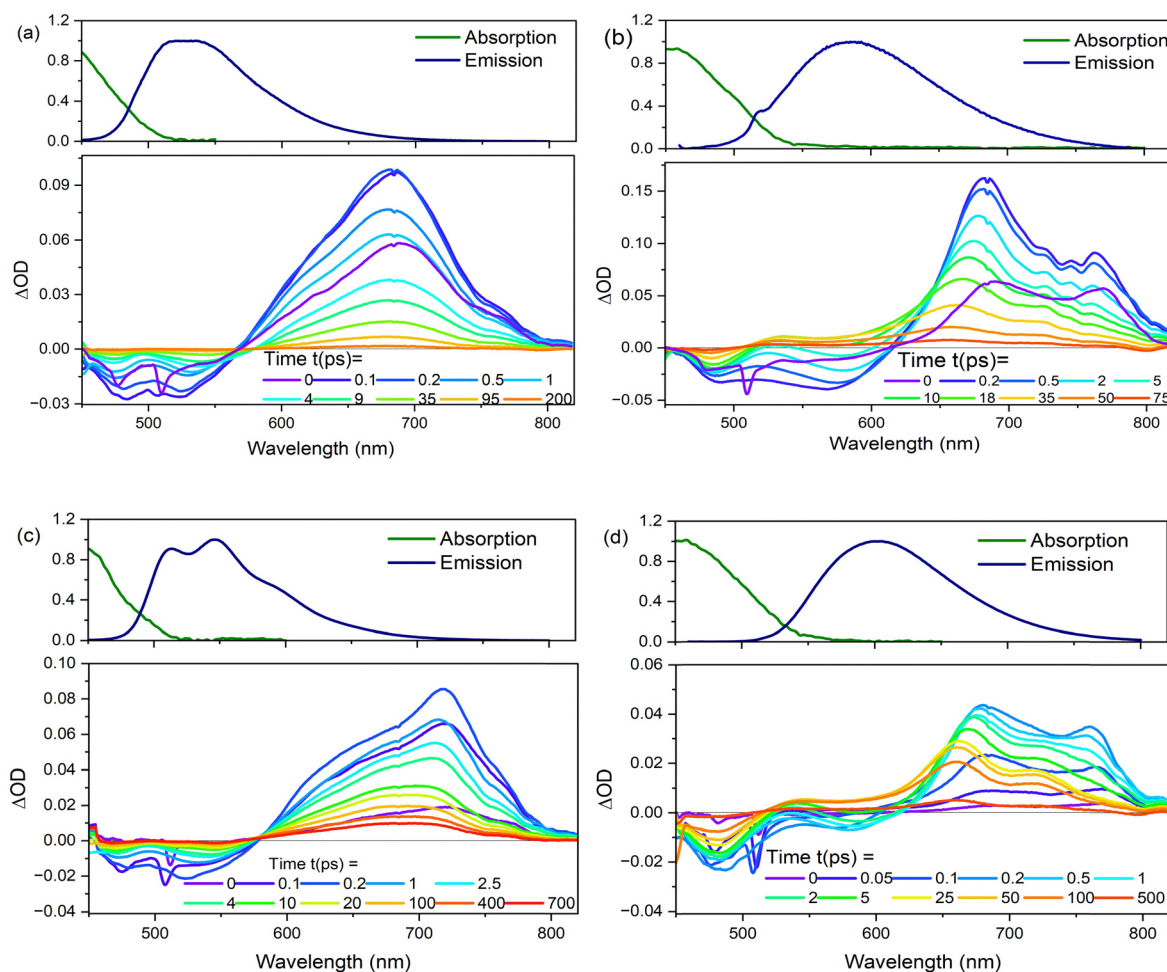 (a)
1.2
0.8
0.4
0.0
Absorption
Emission
ΔOD
0.09
0.06
0.03
0.00
−0.03
Time t(ps)=
0 0.1 0.2 0.5 1
4 9 35 95 200
500 600 700 800
Wavelength (nm)
(b)
1.2
0.8
0.4
0.0
Absorption
Emission
500 600 700 800
ΔOD
0.15
0.10
0.05
0.00
−0.05
Time t(ps)=
0 0.2 0.5 2 5
10 18 35 50 75
500 600 700 800
Wavelength (nm)
(c)
1.2
0.8
0.4
0.0
Absorption
Emission
ΔOD
0.10
0.08
0.06
0.04
0.02
0.00
−0.02
−0.04
Time t(ps) =
0 0.1 0.2 1 2.5
4 10 20 100 400 700
500 600 700 800
Wavelength (nm)
(d)
1.2
0.8
0.4
0.0
Absorption
Emission
500 600 700 800
ΔOD
0.06
0.04
0.02
0.00
−0.02
−0.04
Time t(ps) =
0 0.05 0.1 0.2 0.5 1
2 5 25 50 100 500
500 600 700 800
Wavelength (nm)